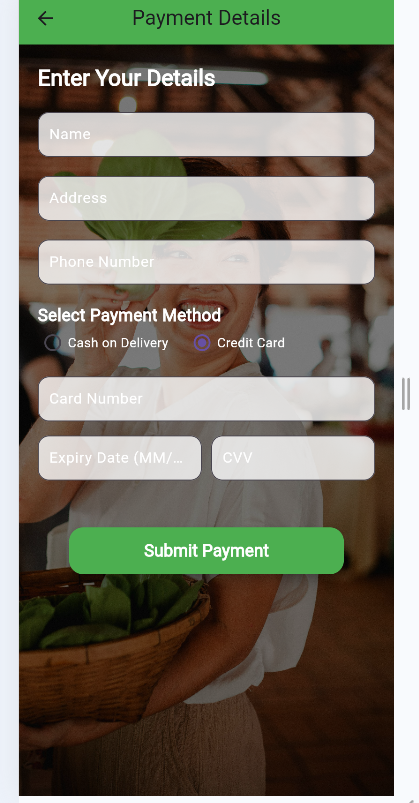 Payment Details
Enter Your Details
Name
Address
Phone Number
Select Payment Method
Cash on Delivery
Credit Card
Card Number
Expiry Date (MM/...
CVV
Submit Payment